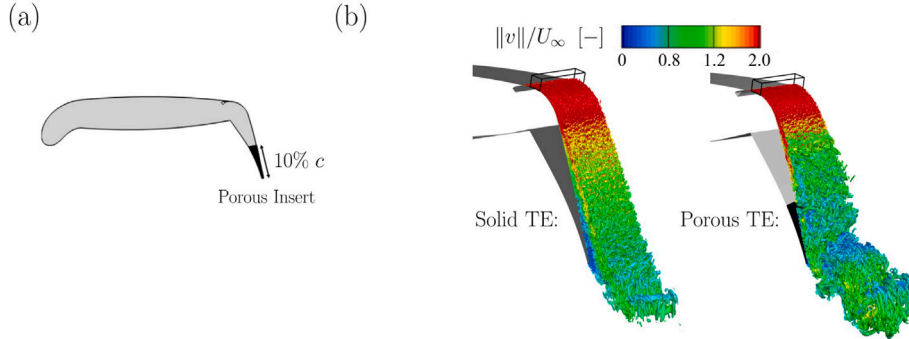 (a)
(b)
‖v‖/U∞ [−]
0 0.8 1.2 2.0
10% c
Porous Insert
Solid TE:
Porous TE: